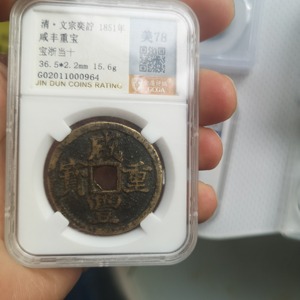 清·文宗奕詝 1851年
咸丰重宝
宝浙当十
36.5*2.2mm 15.6g
G02011000964
JIN DUN COINS RATING
美78
咸豐重寶